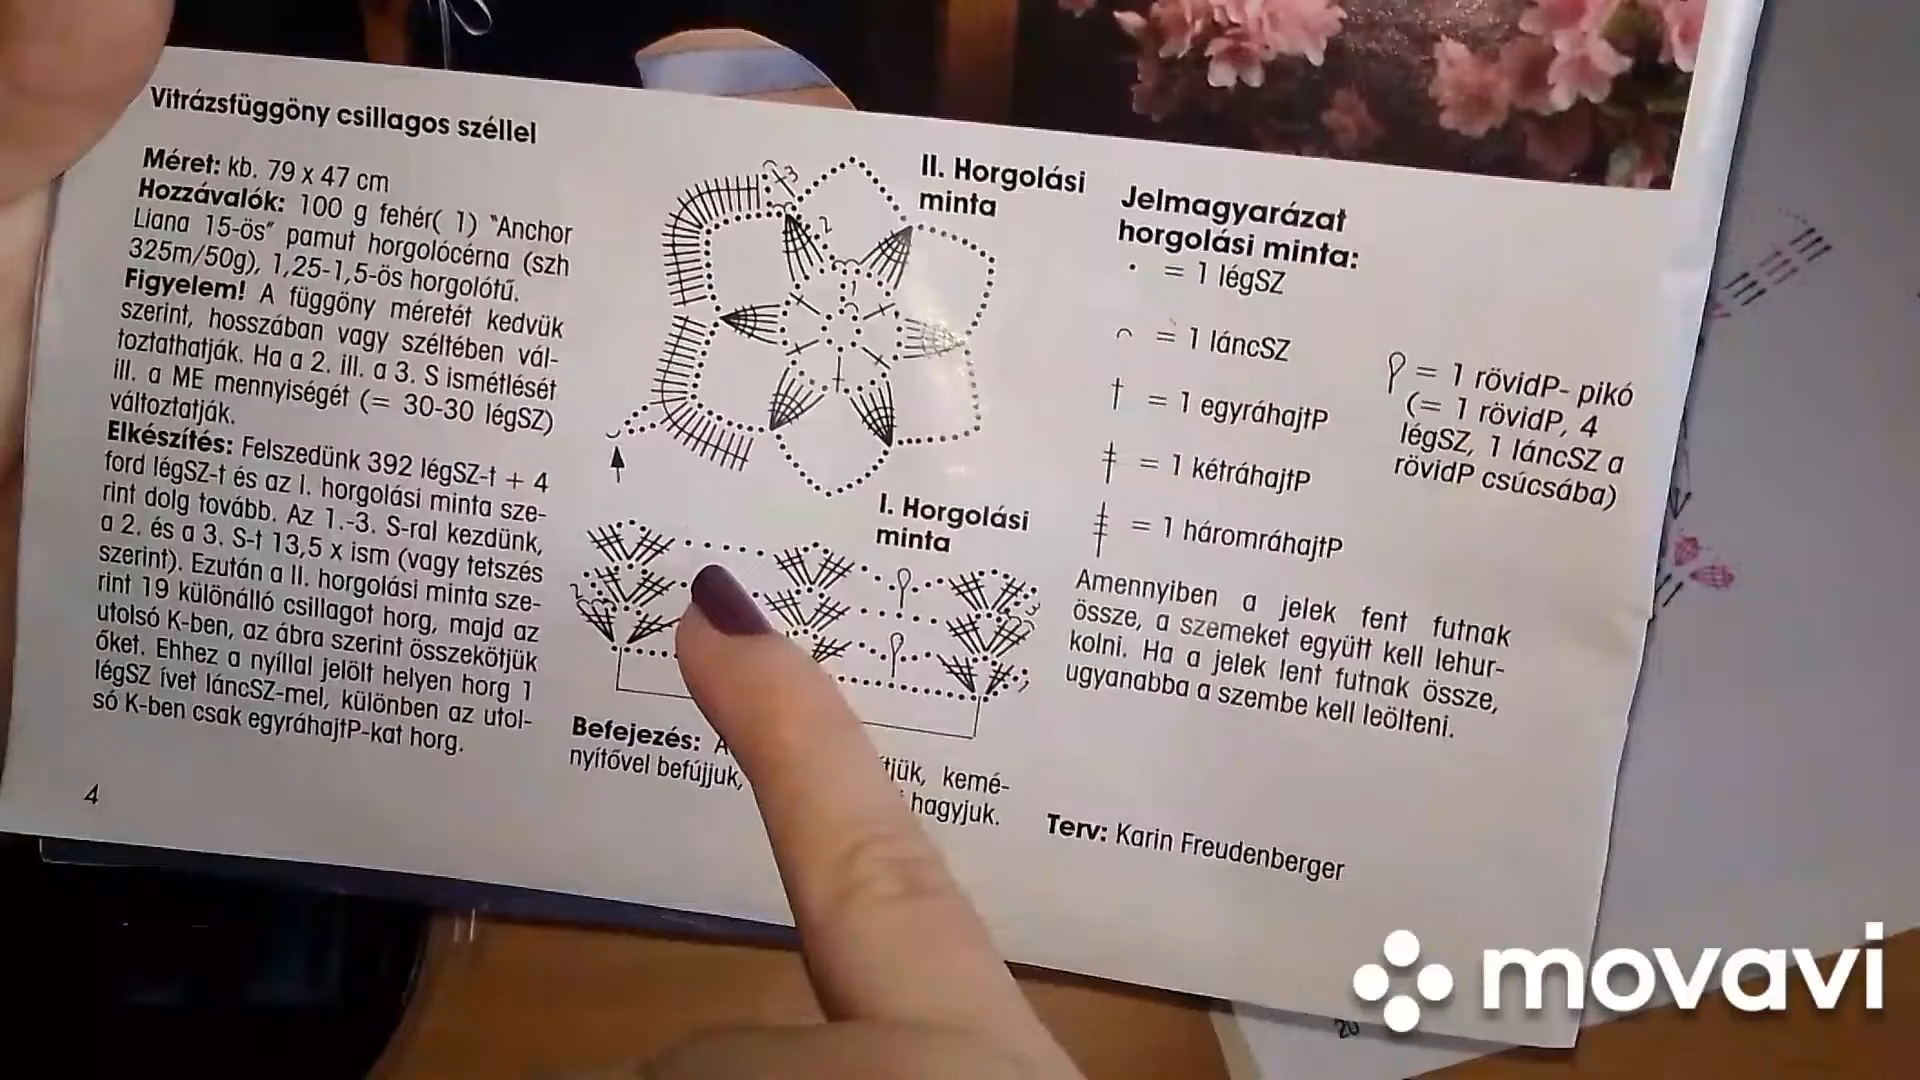 Vitrázsfüggöny csillagos széllel
Méret: kb. 79 x 47 cm
Hozzávalók: 100 g fehér( 1) "Anchor
Liana 15-ös" pamut horgolócérna (szh
325m/50g), 1,25-1,5-ös horgolótű.
Figyelem! A függöny méretét kedvük
szerint, hosszában vagy széltében vál-
toztathatják. Ha a 2. ill. a 3. S ismétlését
ill. a ME mennyiségét (= 30-30 légSZ)
változtatják.
Elkészítés: Felszedünk 392 légSZ-t + 4
ford légSZ-t és az I. horgolási minta sze-
rint dolg tovább. Az 1.-3. S-ral kezdünk,
a 2. és a 3. S-t 13,5 x ism (vagy tetszés
szerint). Ezután a II. horgolási minta sze-
rint 19 különálló csillagot horg, majd az
utolsó K-ben, az ábra szerint összekötjük
őket. Ehhez a nyíllal jelölt helyen horg 1
légSZ ívet láncSZ-mel, különben az utol-
só K-ben csak egyráhajtP-kat horg.
4
II. Horgolási
minta
3
2
1
I. Horgolási
minta
2
3
1
Befejezés: A
tjük, kemé-
nyítővel befújjuk,
hagyjuk.
Jelmagyarázat
horgolási minta:
= 1 légSZ
= 1 láncSZ
= 1 egyráhajtP
= 1 kétráhajtP
= 1 háromráhajtP
= 1 rövidP- pikó
(= 1 rövidP, 4
légSZ, 1 láncSZ a
rövidP csúcsába)
Amennyiben a jelek fent futnak
össze, a szemeket együtt kell lehur-
kolni. Ha a jelek lent futnak össze,
ugyanabba a szembe kell leölteni.
Terv: Karin Freudenberger
20
movavi